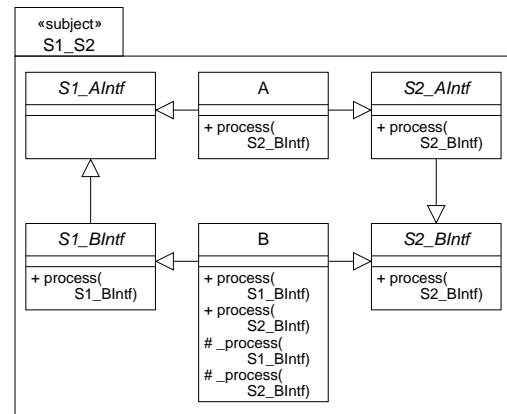 «subject»
S1_S2
S1_AIntf
A
+ process(
S2_BIntf)
S2_AIntf
+ process(
S2_BIntf)
S1_BIntf
+ process(
S1_BIntf)
B
+ process(
S1_BIntf)
+ process(
S2_BIntf)
# _process(
S1_BIntf)
# _process(
S2_BIntf)
S2_BIntf
+ process(
S2_BIntf)